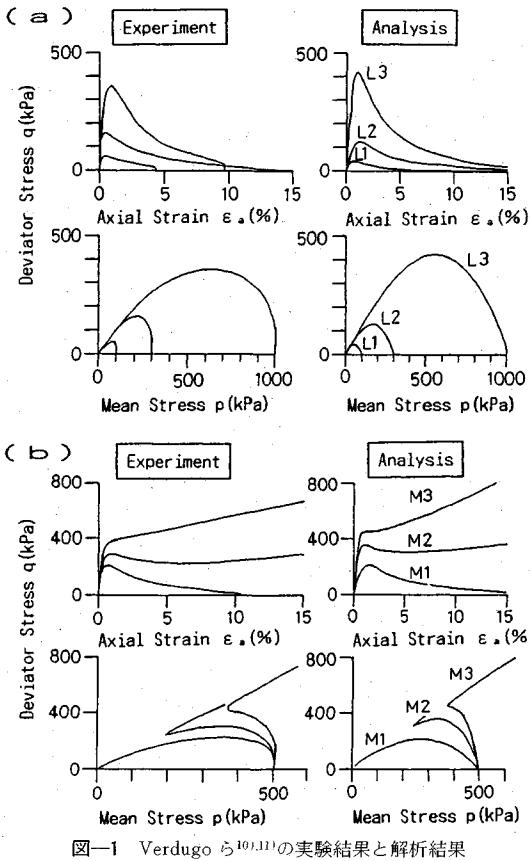 (a)
Experiment
Analysis
Deviator Stress q(kPa)
500
0
0 5 10 15
Axial Strain ε a(%)
500
0
L3
L2
L1
0 5 10 15
Axial Strain ε a(%)
500
0
0 500 1000
Mean Stress p(kPa)
500
0
L3
L2
L1
0 500 1000
Mean Stress p(kPa)
(b)
Experiment
Analysis
Deviator Stress q(kPa)
800
400
0
0 5 10 15
Axial Strain ε a(%)
800
400
0
M3
M2
M1
0 5 10 15
Axial Strain ε a(%)
800
400
0
0 500
Mean Stress p(kPa)
800
400
0
M3
M2
M1
0 500
Mean Stress p(kPa)
図―1 Verdugo ら10),11)の実験結果と解析結果